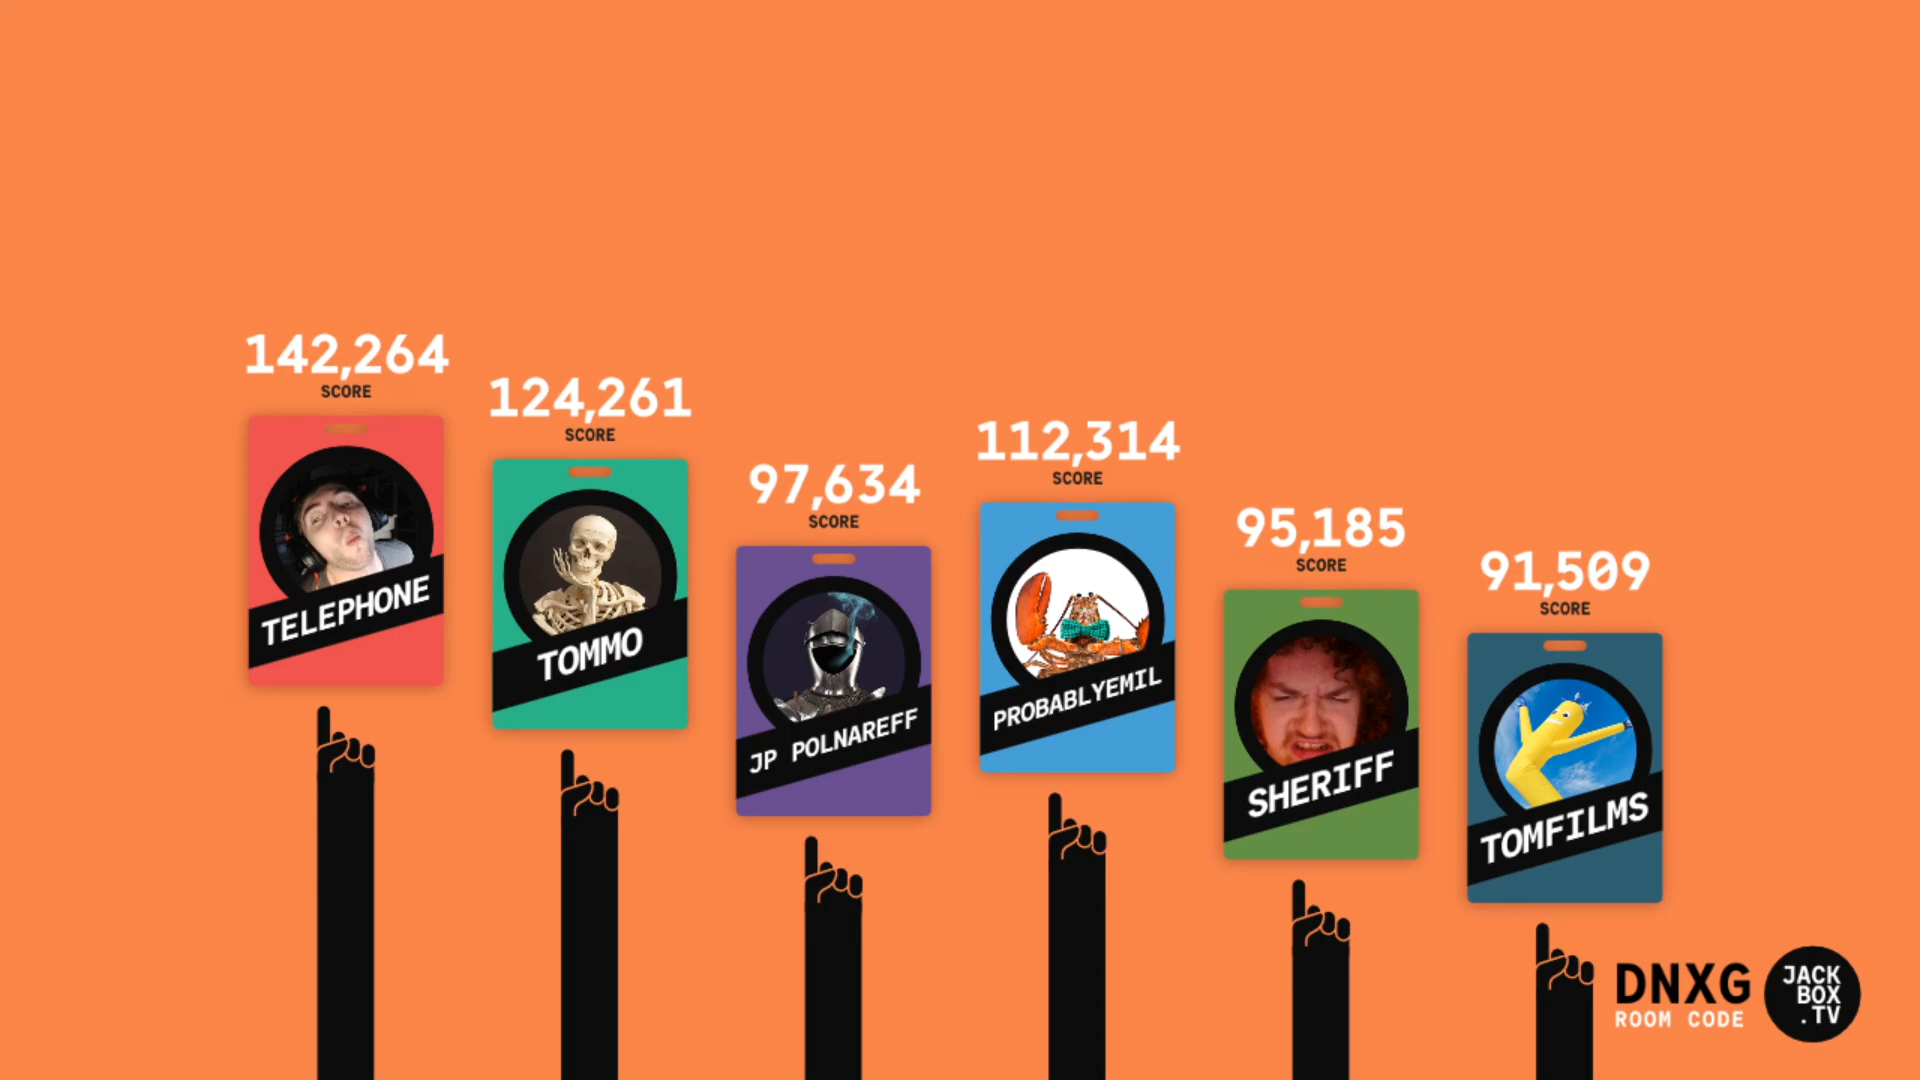 142,264
SCORE
TELEPHONE
124,261
SCORE
TOMMO
97,634
SCORE
JP POLNAREFF
112,314
SCORE
PROBABLYEMIL
95,185
SCORE
SHERIFF
91,509
SCORE
TOMFILMS
DNXG
ROOM CODE
JACK
BOX
.TV